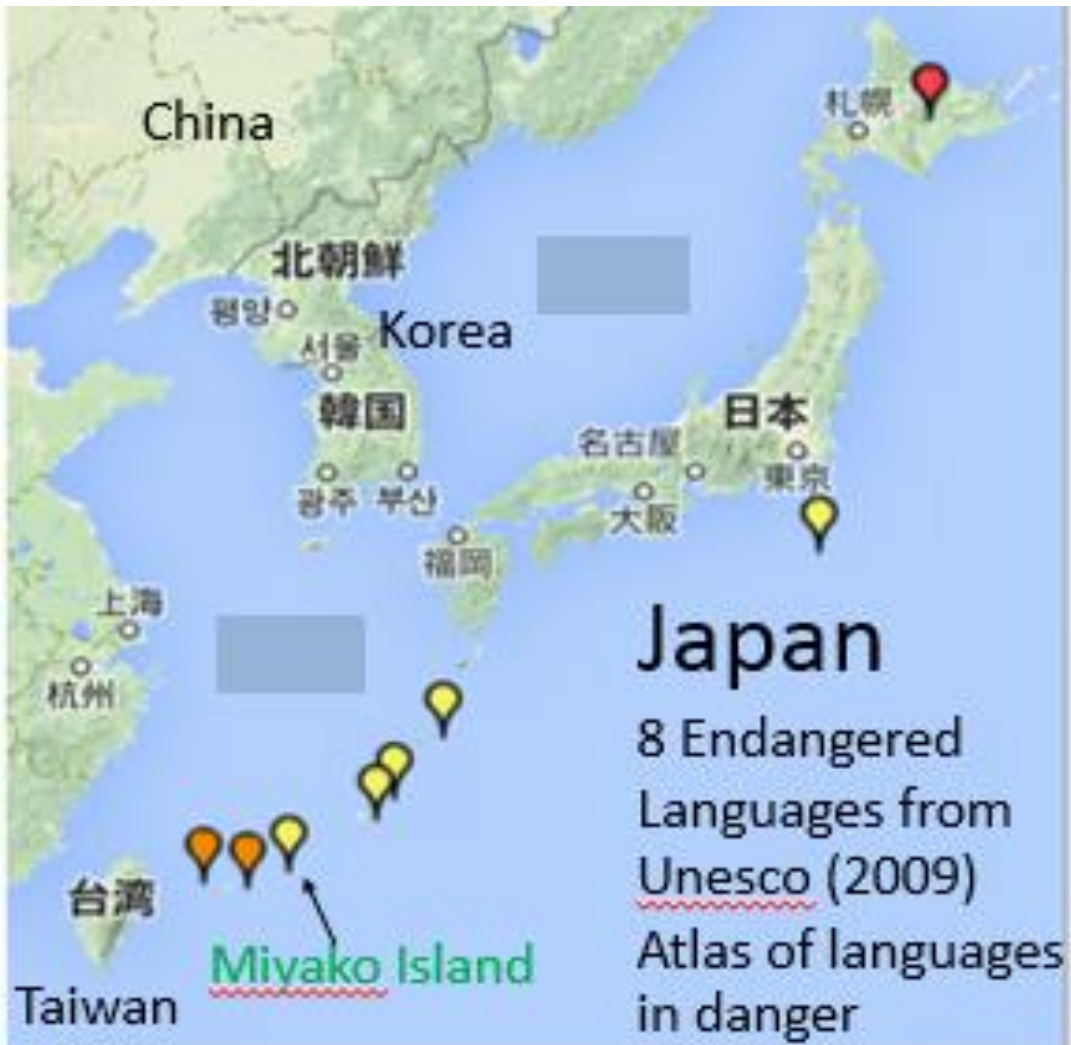 China
札幌
北朝鮮
평양
Korea
서울
韓国
日本
名古屋
東京
광주
부산
大阪
福岡
上海
杭州
Japan
8 Endangered
Languages from
Unesco (2009)
Atlas of languages
in danger
台湾
Miyako Island
Taiwan